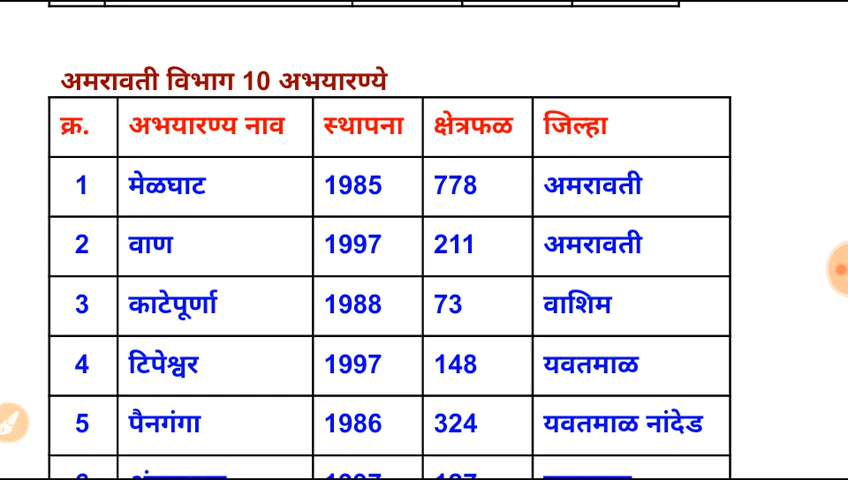 अमरावती विभाग 10 अभयारण्ये
क्र. अभयारण्य नाव स्थापना क्षेत्रफळ जिल्हा
1 मेळघाट 1985 778 अमरावती
2 वाण 1997 211 अमरावती
3 काटेपूर्णा 1988 73 वाशिम
4 टिपेश्वर 1997 148 यवतमाळ
5 पैनगंगा 1986 324 यवतमाळ नांदेड